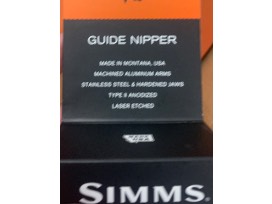 GUIDE NIPPER
MADE IN MONTANA, USA
MACHINED ALUMINUM ARMS
STAINLESS STEEL & HARDENED JAWS
TYPE II ANODIZED
LASER ETCHED
SIMMS